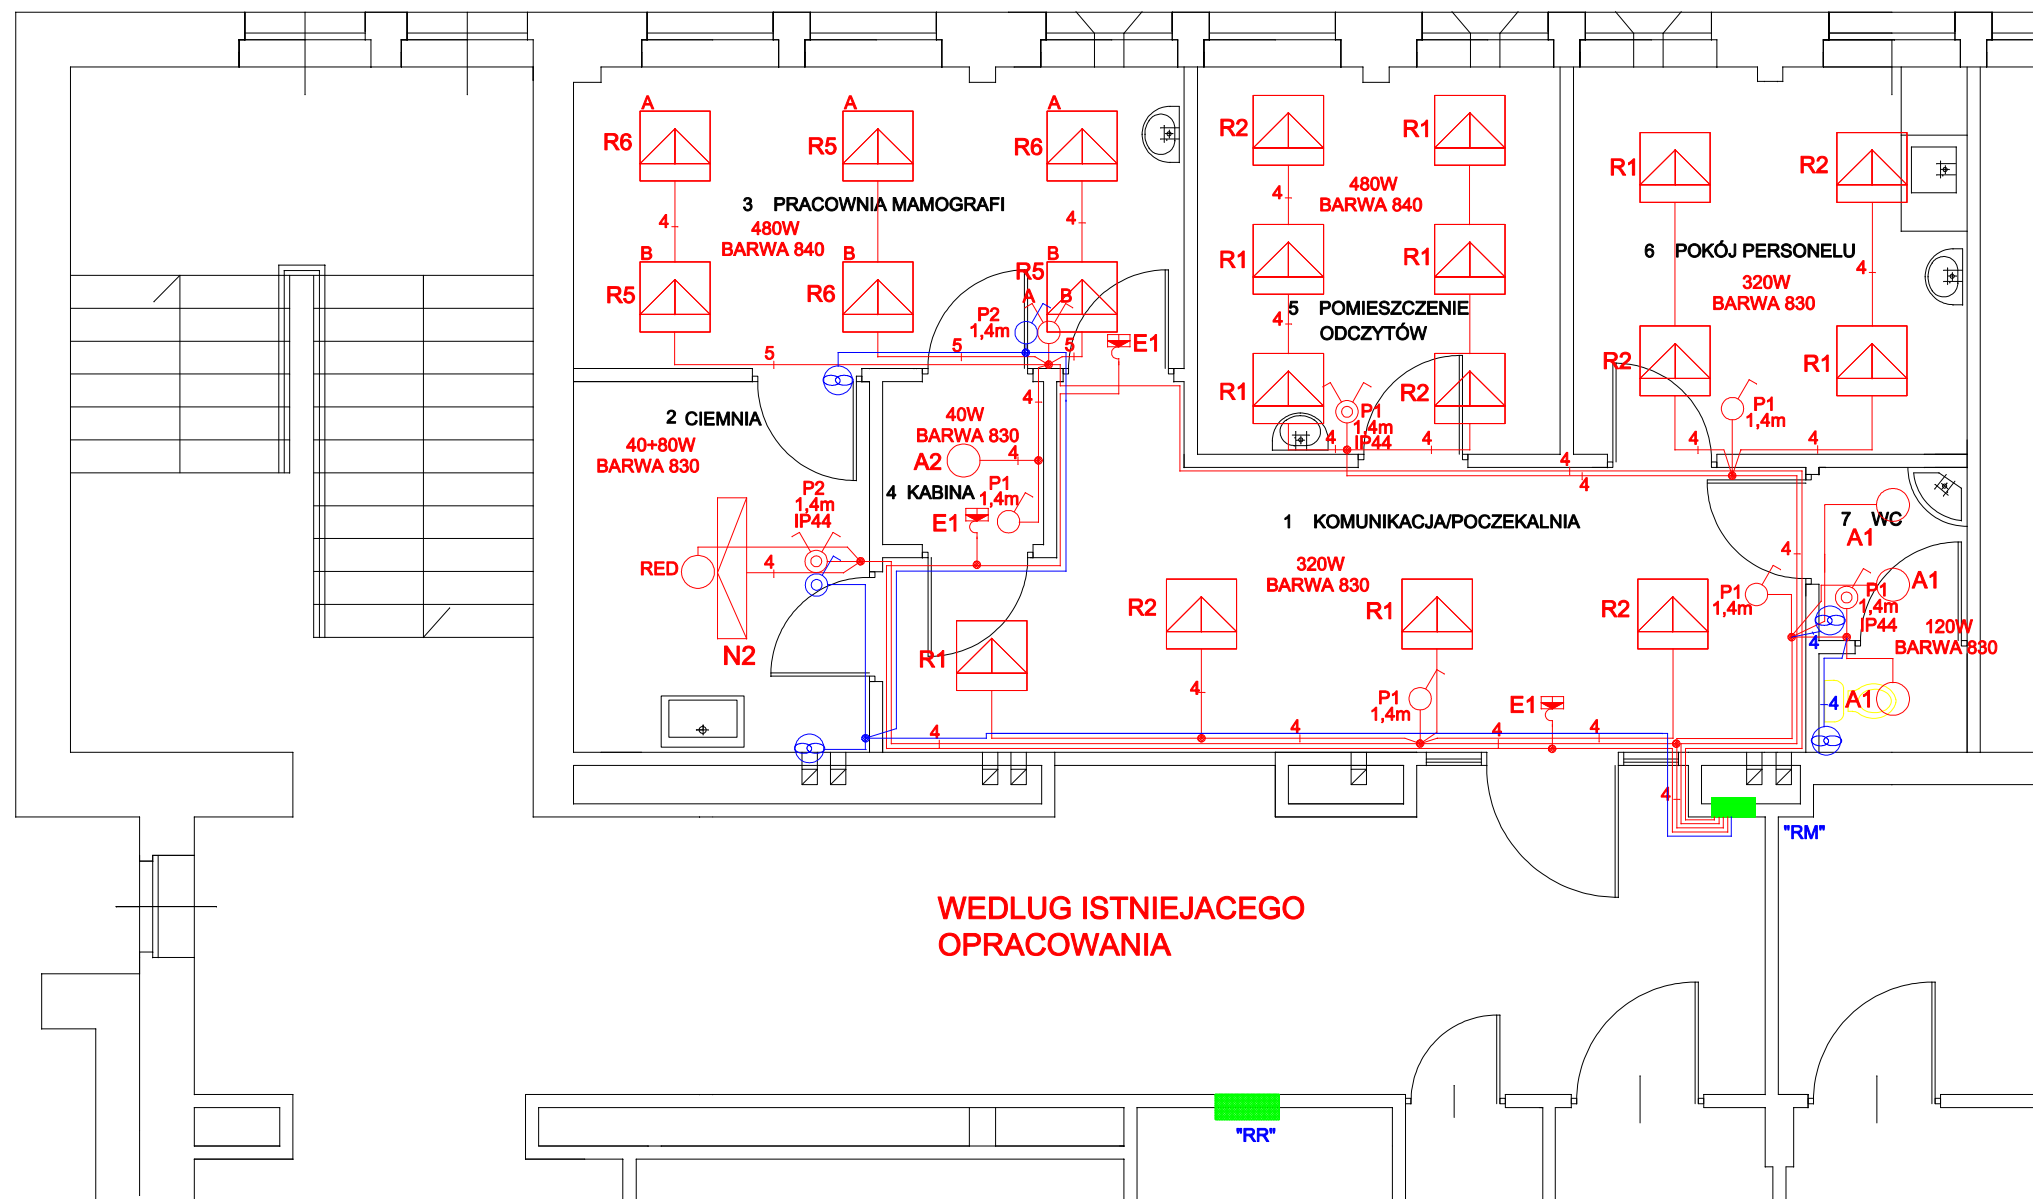 A
A
A
R6
R5
R6
R2
R1
R1
R2
3 PRACOWNIA MAMOGRAFI
480W
BARWA 840
4
4
4
480W
BARWA 840
B
B
B
R5
R6
R5
A
B
R1
R1
4
5 POMIESZCZENIE
ODCZYTÓW
6 POKÓJ PERSONELU
320W
BARWA 830
4
P2
1,4m
E1
5
5
5
R1
R2
R2
R1
4
2 CIEMNIA
40+80W
BARWA 830
40W
BARWA 830
A2
4
4 KABINA
P1
1,4m
E1
P1
1,4m
IP44
4
4
P1
1,4m
4
4
4
4
P2
1,4m
IP44
RED
4
N2
1 KOMUNIKACJA/POCZEKALNIA
320W
BARWA 830
7 WC
A1
4
R2
R1
R2
R1
P1
1,4m
P1
1,4m
IP44
A1
120W
BARWA 830
4
4
A1
4
P1
1,4m
E1
4
4
4
4
4
"RM"
WEDLUG ISTNIEJACEGO
OPRACOWANIA
"RR"